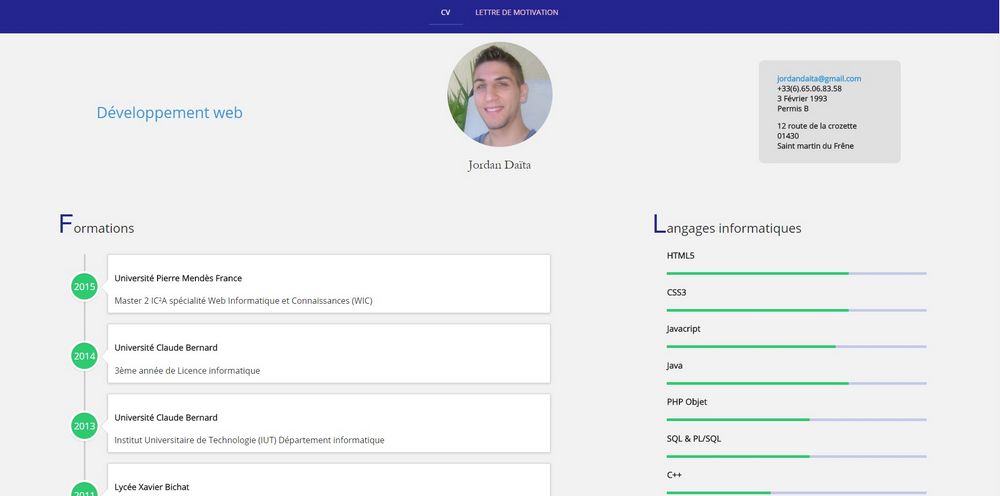 CV
LETTRE DE MOTIVATION
Développement web
Jordan Daïta
jordandaita@gmail.com
+33(6).65.06.83.58
3 Février 1993
Permis B
12 route de la crozette
01430
Saint martin du Frêne
Formations
2015
Université Pierre Mendès France
Master 2 IC²A spécialité Web Informatique et Connaissances (WIC)
2014
Université Claude Bernard
3ème année de Licence informatique
2013
Université Claude Bernard
Institut Universitaire de Technologie (IUT) Département informatique
2011
Lycée Xavier Bichat
Langages informatiques
HTML5
CSS3
Javacript
Java
PHP Objet
SQL & PL/SQL
C++